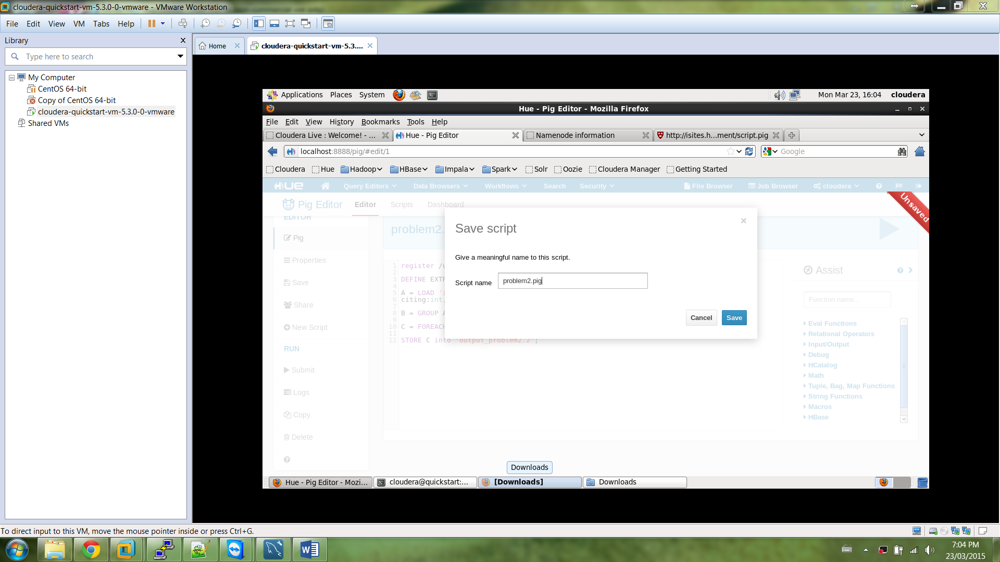 cloudera-quickstart-vm-5.3.0-0-vmware - VMware Workstation
File Edit View VM Tabs Help
Library
Type here to search
My Computer
CentOS 64-bit
Copy of CentOS 64-bit
cloudera-quickstart-vm-5.3.0-0-vmware
Shared VMs
Home
cloudera-quickstart-vm-5.3....
Applications Places System
Mon Mar 23, 16:04 cloudera
Hue - Pig Editor - Mozilla Firefox
File Edit View History Bookmarks Tools Help
Cloudera Live : Welcome! - ...
Hue - Pig Editor
Namenode information
http://isites.h...ment/script.pig
localhost:8888/pig/#edit/1
Google
Cloudera Hue Hadoop HBase Impala Spark Solr Oozie Cloudera Manager Getting Started
HUE Query Editors Data Browsers Workflows Search Security File Browser Job Browser cloudera
Pig Editor Editor Scripts Dashboard
Unsaved
EDITOR
Pig
Properties
Save
Share
New Script
RUN
Submit
Logs
Copy
Delete
problem2.
1 register /u
2
3 DEFINE EXTR
4
5 A = LOAD 'i
6 citing:int,
7
8 B = GROUP A
9
10 C = FOREACH
11
12 STORE C into 'output_problem2.2';
Save script
×
Give a meaningful name to this script.
Script name problem2.pig
Cancel Save
Assist
Function name...
Eval Functions
Relational Operators
Input/Output
Debug
HCatalog
Math
Tuple, Bag, Map Functions
String Functions
Macros
HBase
Downloads
Hue - Pig Editor - Mozi...
cloudera@quickstart:...
[Downloads]
Downloads
To direct input to this VM, move the mouse pointer inside or press Ctrl+G.
7:04 PM
23/03/2015